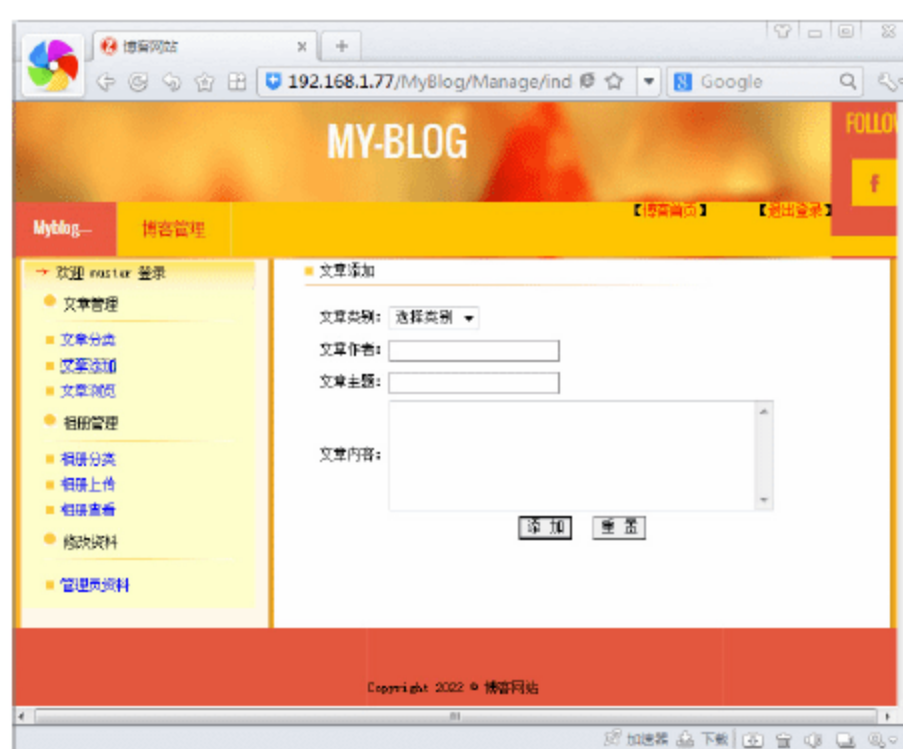 博客网站
192.168.1.77/MyBlog/Manage/ind
Google
MY-BLOG
FOLLOW
f
Myblog...
博客管理
【博客首页】
【退出登录】
欢迎 master 登录
文章管理
文章分类
文章添加
文章浏览
相册管理
相册分类
相册上传
相册查看
修改资料
管理员资料
文章添加
文章类别: 选择类别
文章作者:
文章主题:
文章内容:
添 加
重 置
Copyright 2022 © 博客网站
加速器
下载